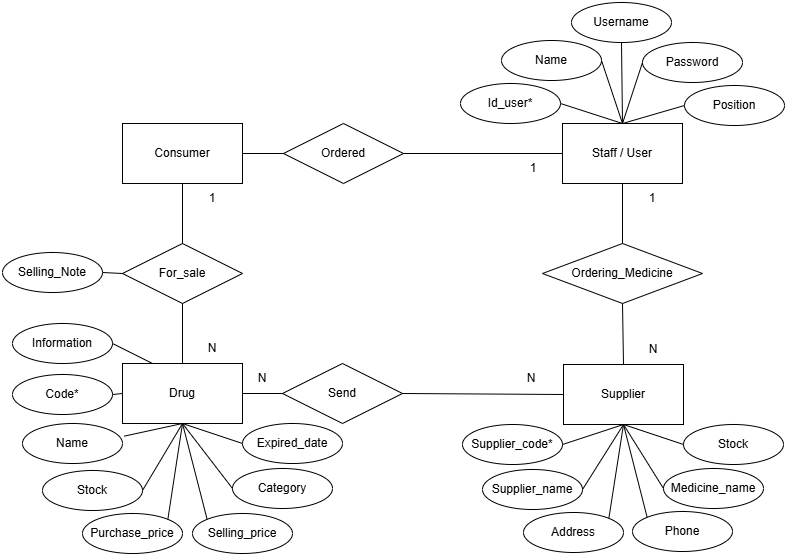 Username
Name
Password
Id_user*
Position
Consumer
Ordered
Staff / User
1
1
1
Selling_Note
For_sale
Ordering_Medicine
Information
N
N
Code*
Drug
N
Send
N
Supplier
Name
Expired_date
Supplier_code*
Stock
Stock
Category
Supplier_name
Medicine_name
Purchase_price
Selling_price
Address
Phone